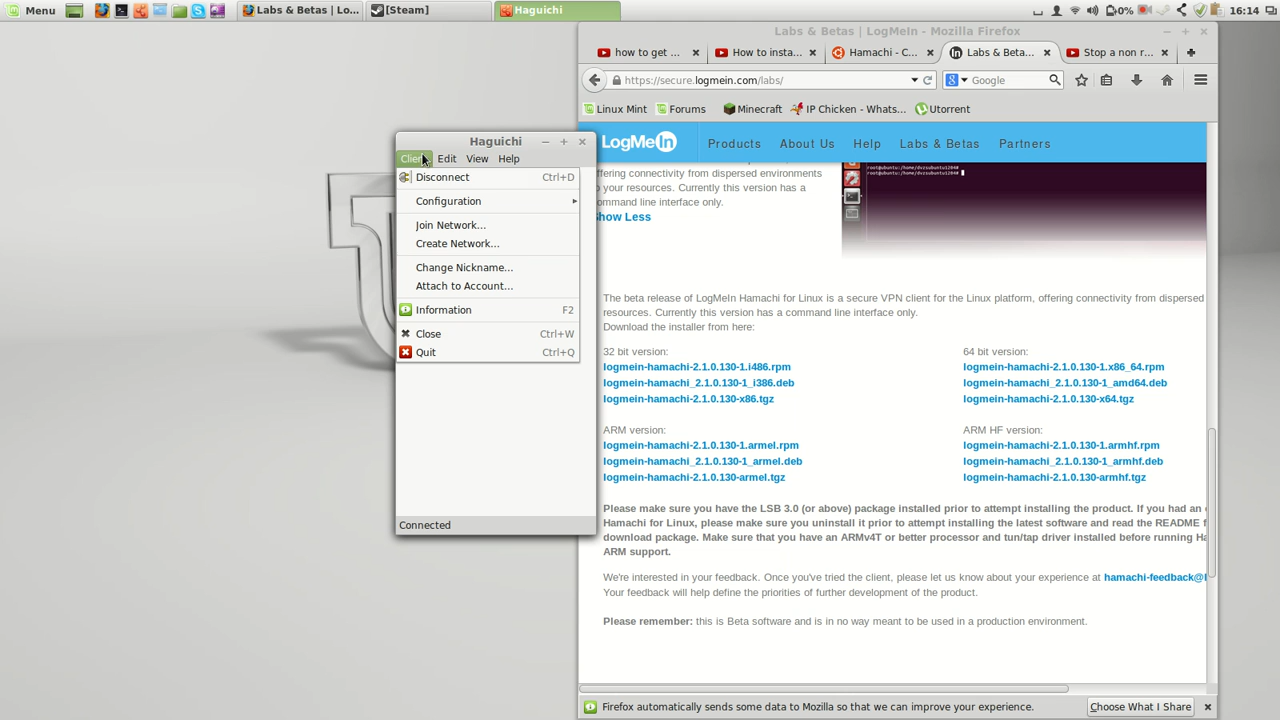 Menu
Labs & Betas | Lo...
[Steam]
Haguichi
0%
16:14
Labs & Betas | LogMeIn - Mozilla Firefox
how to get ...
How to insta...
Hamachi - C...
Labs & Beta...
Stop a non r...
https://secure.logmein.com/labs/
Google
Linux Mint
Forums
Minecraft
IP Chicken - Whats...
Utorrent
LogMeIn
Products
About Us
Help
Labs & Betas
Partners
Haguichi
Client
Edit
View
Help
Disconnect Ctrl+D
Configuration
Join Network...
Create Network...
Change Nickname...
Attach to Account...
Information F2
Close Ctrl+W
Quit Ctrl+Q
Connected
offering connectivity from dispersed environments
o your resources. Currently this version has a
ommand line interface only.
Show Less
root@ubuntu:/home/dvzsubuntu1204#
root@ubuntu:/home/dvzsubuntu1204#
The beta release of LogMeIn Hamachi for Linux is a secure VPN client for the Linux platform, offering connectivity from dispersed
resources. Currently this version has a command line interface only.
Download the installer from here:
32 bit version:
logmein-hamachi-2.1.0.130-1.i486.rpm
logmein-hamachi_2.1.0.130-1_i386.deb
logmein-hamachi-2.1.0.130-x86.tgz
64 bit version:
logmein-hamachi-2.1.0.130-1.x86_64.rpm
logmein-hamachi_2.1.0.130-1_amd64.deb
logmein-hamachi-2.1.0.130-x64.tgz
ARM version:
logmein-hamachi-2.1.0.130-1.armel.rpm
logmein-hamachi_2.1.0.130-1_armel.deb
logmein-hamachi-2.1.0.130-armel.tgz
ARM HF version:
logmein-hamachi-2.1.0.130-1.armhf.rpm
logmein-hamachi_2.1.0.130-1_armhf.deb
logmein-hamachi-2.1.0.130-armhf.tgz
Please make sure you have the LSB 3.0 (or above) package installed prior to attempt installing the product. If you had an
Hamachi for Linux, please make sure you uninstall it prior to attempt installing the latest software and read the README f
download package. Make sure that you have an ARMv4T or better processor and tun/tap driver installed before running Ha
ARM support.
We're interested in your feedback. Once you've tried the client, please let us know about your experience at hamachi-feedback@l
Your feedback will help define the priorities of further development of the product.
Please remember: this is Beta software and is in no way meant to be used in a production environment.
Firefox automatically sends some data to Mozilla so that we can improve your experience.
Choose What I Share